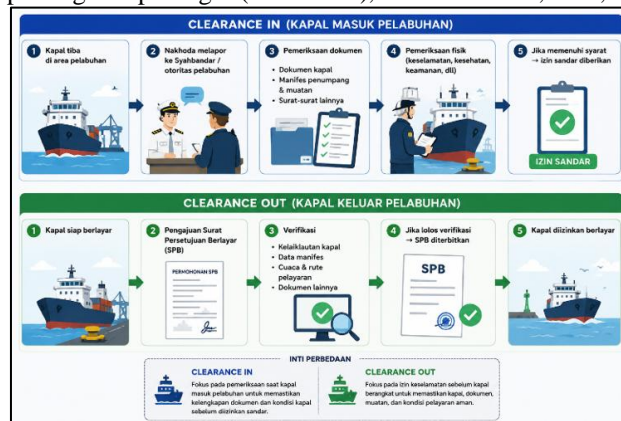 CLEARANCE IN (KAPAL MASUK PELABUHAN)
1 Kapal tiba
di area pelabuhan
2 Nakhoda melapor
ke Syahbandar /
otoritas pelabuhan
3 Pemeriksaan dokumen
• Dokumen kapal
• Manifes penumpang
& muatan
• Surat-surat lainnya
4 Pemeriksaan fisik
(keselamatan, kesehatan,
keamanan, dll)
5 Jika memenuhi syarat
→ izin sandar diberikan
IZIN SANDAR
CLEARANCE OUT (KAPAL KELUAR PELABUHAN)
1 Kapal siap berlayar
2 Pengajuan Surat
Persetujuan Berlayar
(SPB)
PERMOHONAN SPB
3 Verifikasi
• Kelaiklautan kapal
• Data manifes
• Cuaca & rute
pelayaran
• Dokumen lainnya
4 Jika lolos verifikasi
→ SPB diterbitkan
SPB
5 Kapal diizinkan berlayar
INTI PERBEDAAN
CLEARANCE IN
Fokus pada pemeriksaan saat kapal
masuk pelabuhan untuk memastikan
kelengkapan dokumen dan kondisi kapal
sebelum diizinkan sandar.
CLEARANCE OUT
Fokus pada izin keselamatan sebelum kapal
berangkat untuk memastikan kapal, dokumen,
muatan, dan kondisi pelayaran aman.